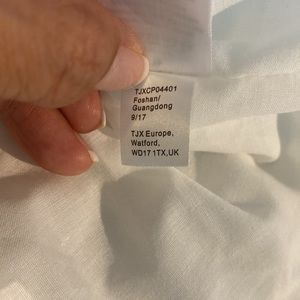 TJXCP04401
Foshan/
Guangdong
9/17
TJX Europe,
Watford,
WD17 1TX,UK